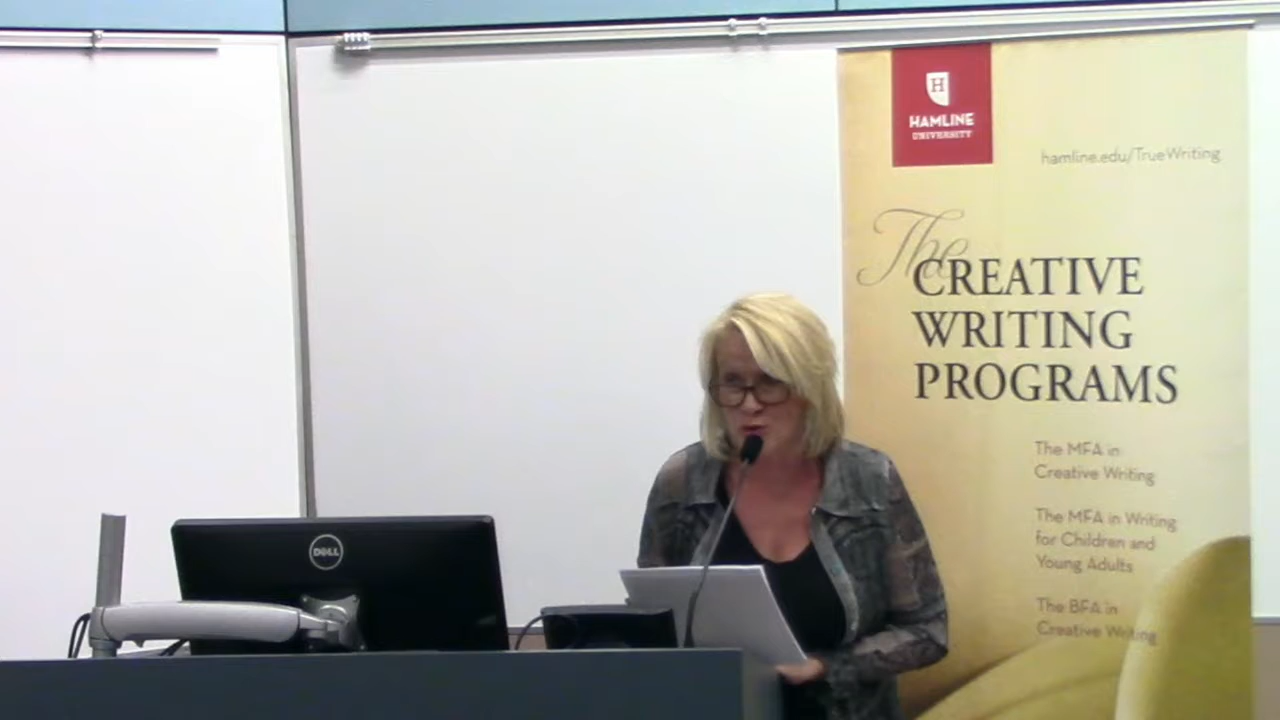 H
HAMLINE
UNIVERSITY
hamline.edu/TrueWriting
The
CREATIVE
WRITING
PROGRAMS
The MFA in
Creative Writing
The MFA in Writing
for Children and
Young Adults
The BFA in
Creative Writing
DELL